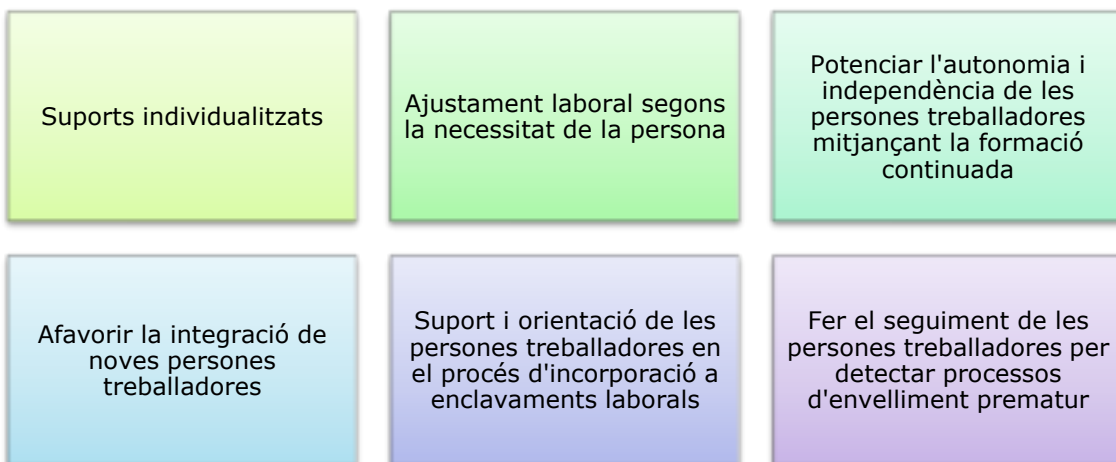 Suports individualitzats
Ajustament laboral segons
la necessitat de la persona
Potenciar l'autonomia i
independència de les
persones treballadores
mitjançant la formació
continuada
Afavorir la integració de
noves persones
treballadores
Suport i orientació de les
persones treballadores en
el procés d'incorporació a
enclavaments laborals
Fer el seguiment de les
persones treballadores per
detectar processos
d'envelliment prematur